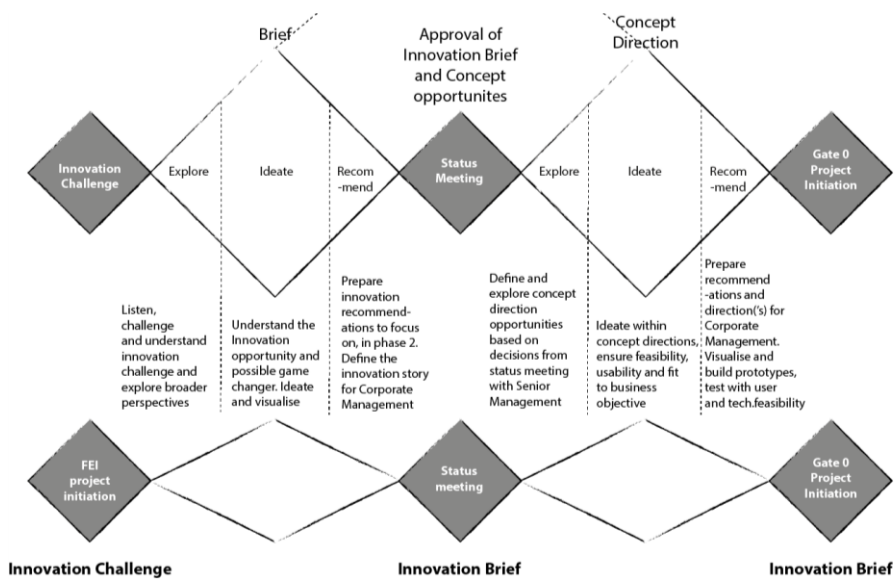 Brief
Approval of
Innovation Brief
and Concept
opportunites
Concept
Direction
Innovation
Challenge
Explore
Ideate
Recom
-mend
Status
Meeting
Explore
Ideate
Recom
-mend
Gate 0
Project
Initiation
Listen,
challenge
and understand
innovation
challenge and
explore broader
perspectives
Understand the
Innovation
opportunity and
possible game
changer. Ideate
and visualise
Prepare
innovation
recommend-
ations to focus
on, in phase 2.
Define the
innovation story
for Corporate
Management
Define and
explore concept
direction
opportunities
based on
decisions from
status meeting
with Senior
Management
Ideate within
concept directions,
ensure feasibility,
usability and fit
to business
objective
Prepare
recommend
-ations and
direction('s) for
Corporate
Management.
Visualise and
build prototypes,
test with user
and tech.feasibility
FEI
project
initiation
Status
meeting
Gate 0
Project
Initiation
Innovation Challenge
Innovation Brief
Innovation Brief